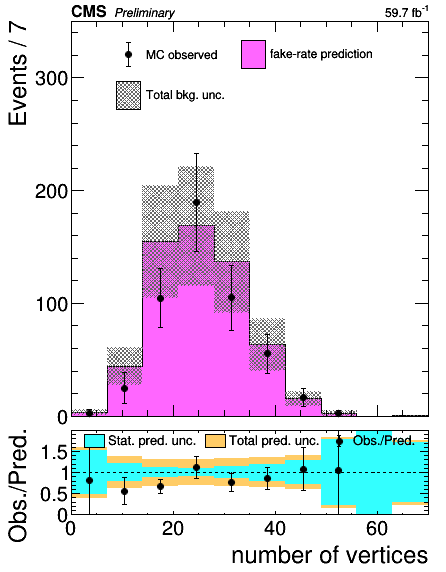 CMS Preliminary 59.7 fb⁻¹
Events / 7
MC observed
fake-rate prediction
Total bkg. unc.
300
200
100
0
Obs./Pred.
Stat. pred. unc.
Total pred. unc.
Obs./Pred.
1.5
1
0.5
0
0 20 40 60
number of vertices